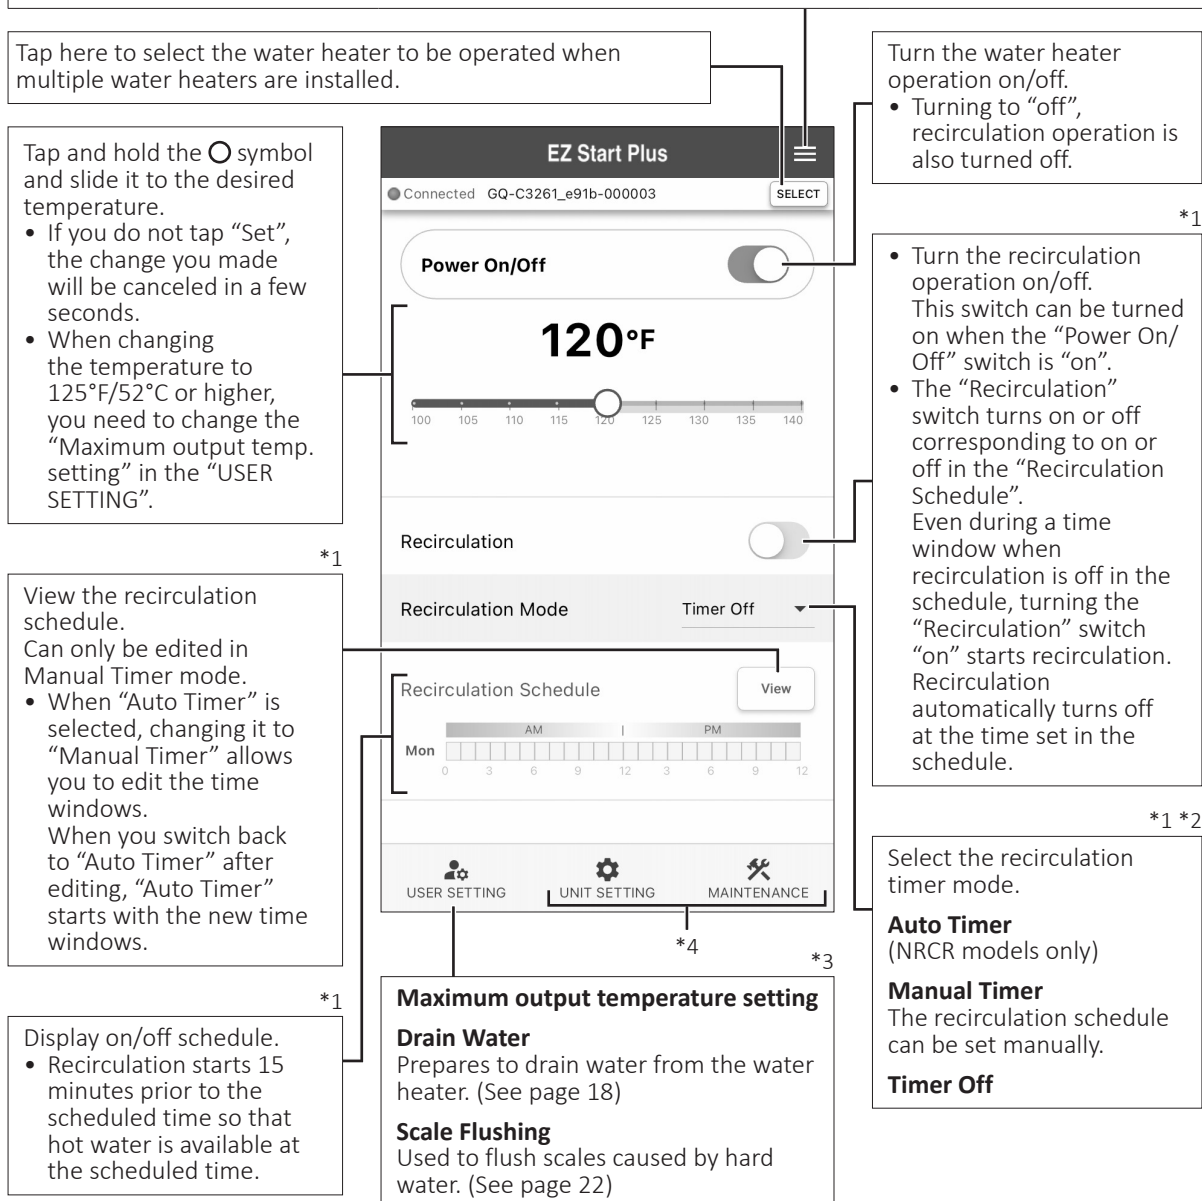 Tap here to select the water heater to be operated when
multiple water heaters are installed.
Turn the water heater
operation on/off.
• Turning to “off”,
recirculation operation is
also turned off.
Tap and hold the O symbol
and slide it to the desired
temperature.
• If you do not tap “Set”,
the change you made
will be canceled in a few
seconds.
• When changing
the temperature to
125°F/52°C or higher,
you need to change the
“Maximum output temp.
setting” in the “USER
SETTING”.
EZ Start Plus
Connected GQ-C3261_e91b-000003 SELECT
Power On/Off
120°F
100 105 110 115 120 125 130 135 140
Recirculation
Recirculation Mode Timer Off
Recirculation Schedule View
AM | PM
Mon
0 3 6 9 12 3 6 9 12
USER SETTING UNIT SETTING MAINTENANCE
*1
• Turn the recirculation
operation on/off.
This switch can be turned
on when the “Power On/
Off” switch is “on”.
• The “Recirculation”
switch turns on or off
corresponding to on or
off in the “Recirculation
Schedule”.
Even during a time
window when
recirculation is off in the
schedule, turning the
“Recirculation” switch
“on” starts recirculation.
Recirculation
automatically turns off
at the time set in the
schedule.
*1
View the recirculation
schedule.
Can only be edited in
Manual Timer mode.
• When “Auto Timer” is
selected, changing it to
“Manual Timer” allows
you to edit the time
windows.
When you switch back
to “Auto Timer” after
editing, “Auto Timer”
starts with the new time
windows.
*1 *2
Select the recirculation
timer mode.
Auto Timer
(NRCR models only)
Manual Timer
The recirculation schedule
can be set manually.
Timer Off
*1
Display on/off schedule.
• Recirculation starts 15
minutes prior to the
scheduled time so that
hot water is available at
the scheduled time.
*4
*3
Maximum output temperature setting
Drain Water
Prepares to drain water from the water
heater. (See page 18)
Scale Flushing
Used to flush scales caused by hard
water. (See page 22)